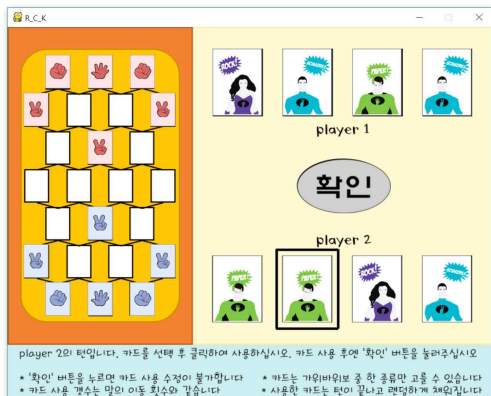 R_C_K
ROCK!
SCISSORS!
PAPER!
SCISSORS!
player 1
확인
player 2
PAPER!
PAPER!
ROCK!
SCISSORS!
player 2의 턴입니다. 카드를 선택 후 클릭하여 사용하십시오. 카드 사용 후엔 '확인' 버튼을 눌러주십시오
* '확인' 버튼을 누르면 카드 사용 수정이 불가합니다
* 카드는 가위바위보 중 한 종류만 고를 수 있습니다
* 카드 사용 갯수는 말의 이동 횟수와 같습니다
* 사용한 카드는 턴이 끝나고 랜덤하게 채워집니다